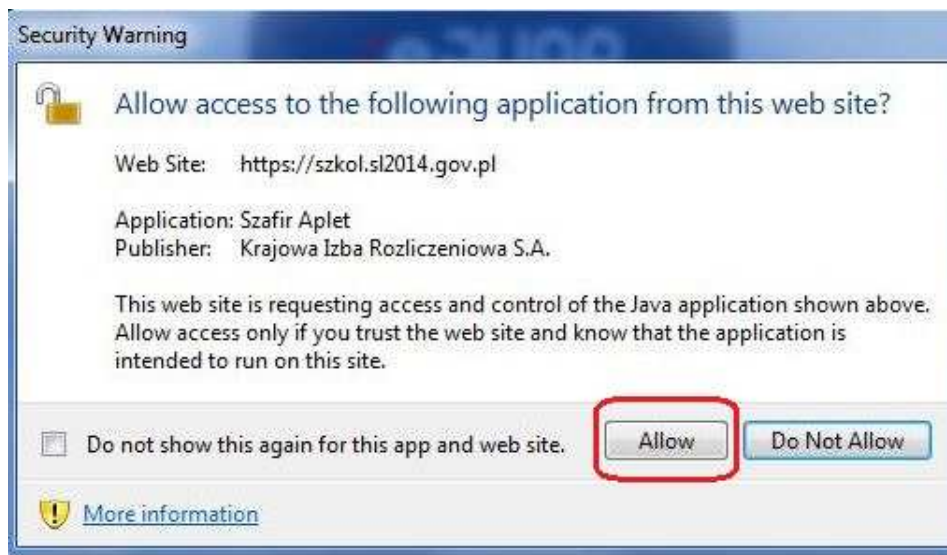 Security Warning
Allow access to the following application from this web site?
Web Site: https://szkol.sl2014.gov.pl
Application: Szafir Aplet
Publisher: Krajowa Izba Rozliczeniowa S.A.
This web site is requesting access and control of the Java application shown above.
Allow access only if you trust the web site and know that the application is
intended to run on this site.
Do not show this again for this app and web site. Allow Do Not Allow
More information